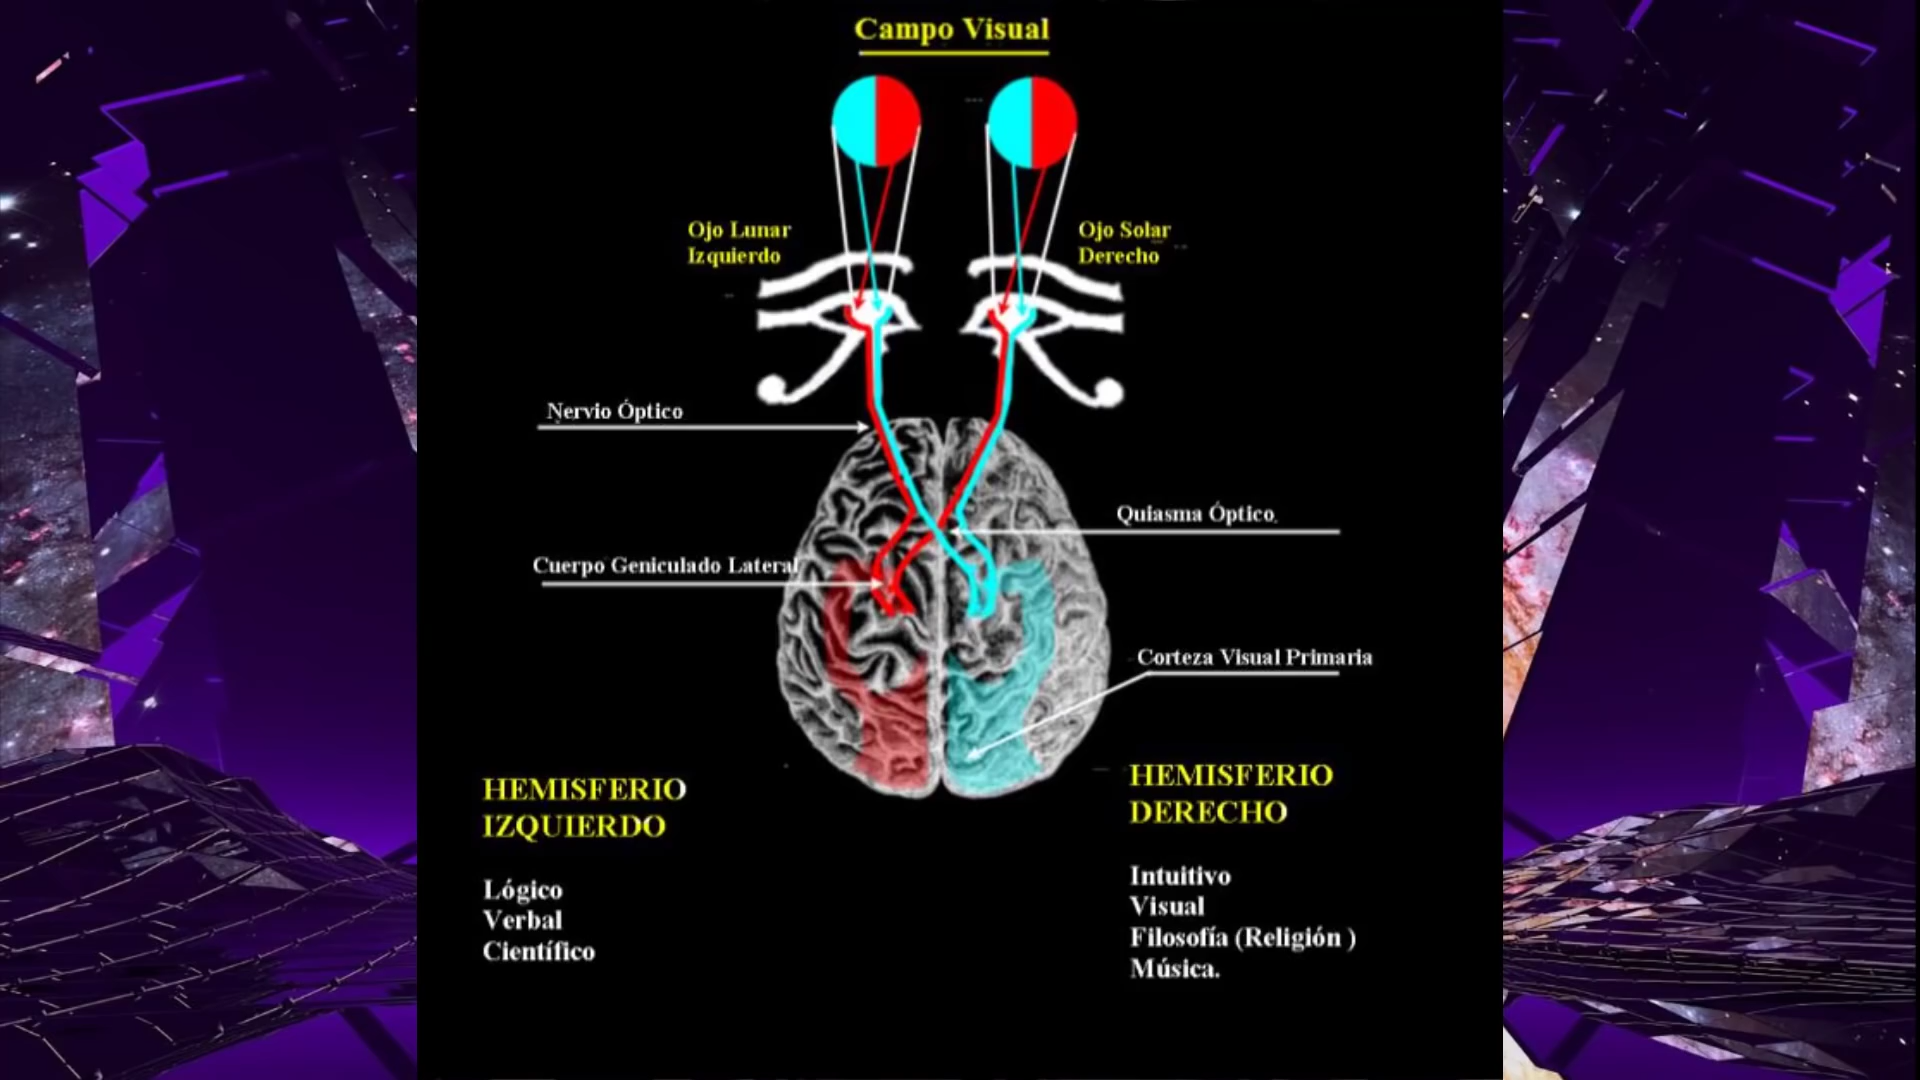 Campo Visual
Ojo Lunar
Izquierdo
Ojo Solar
Derecho
Nervio Óptico
Quiasma Óptico
Cuerpo Geniculado Lateral
Corteza Visual Primaria
HEMISFERIO
IZQUIERDO
Lógico
Verbal
Científico
HEMISFERIO
DERECHO
Intuitivo
Visual
Filosofía (Religión )
Música.